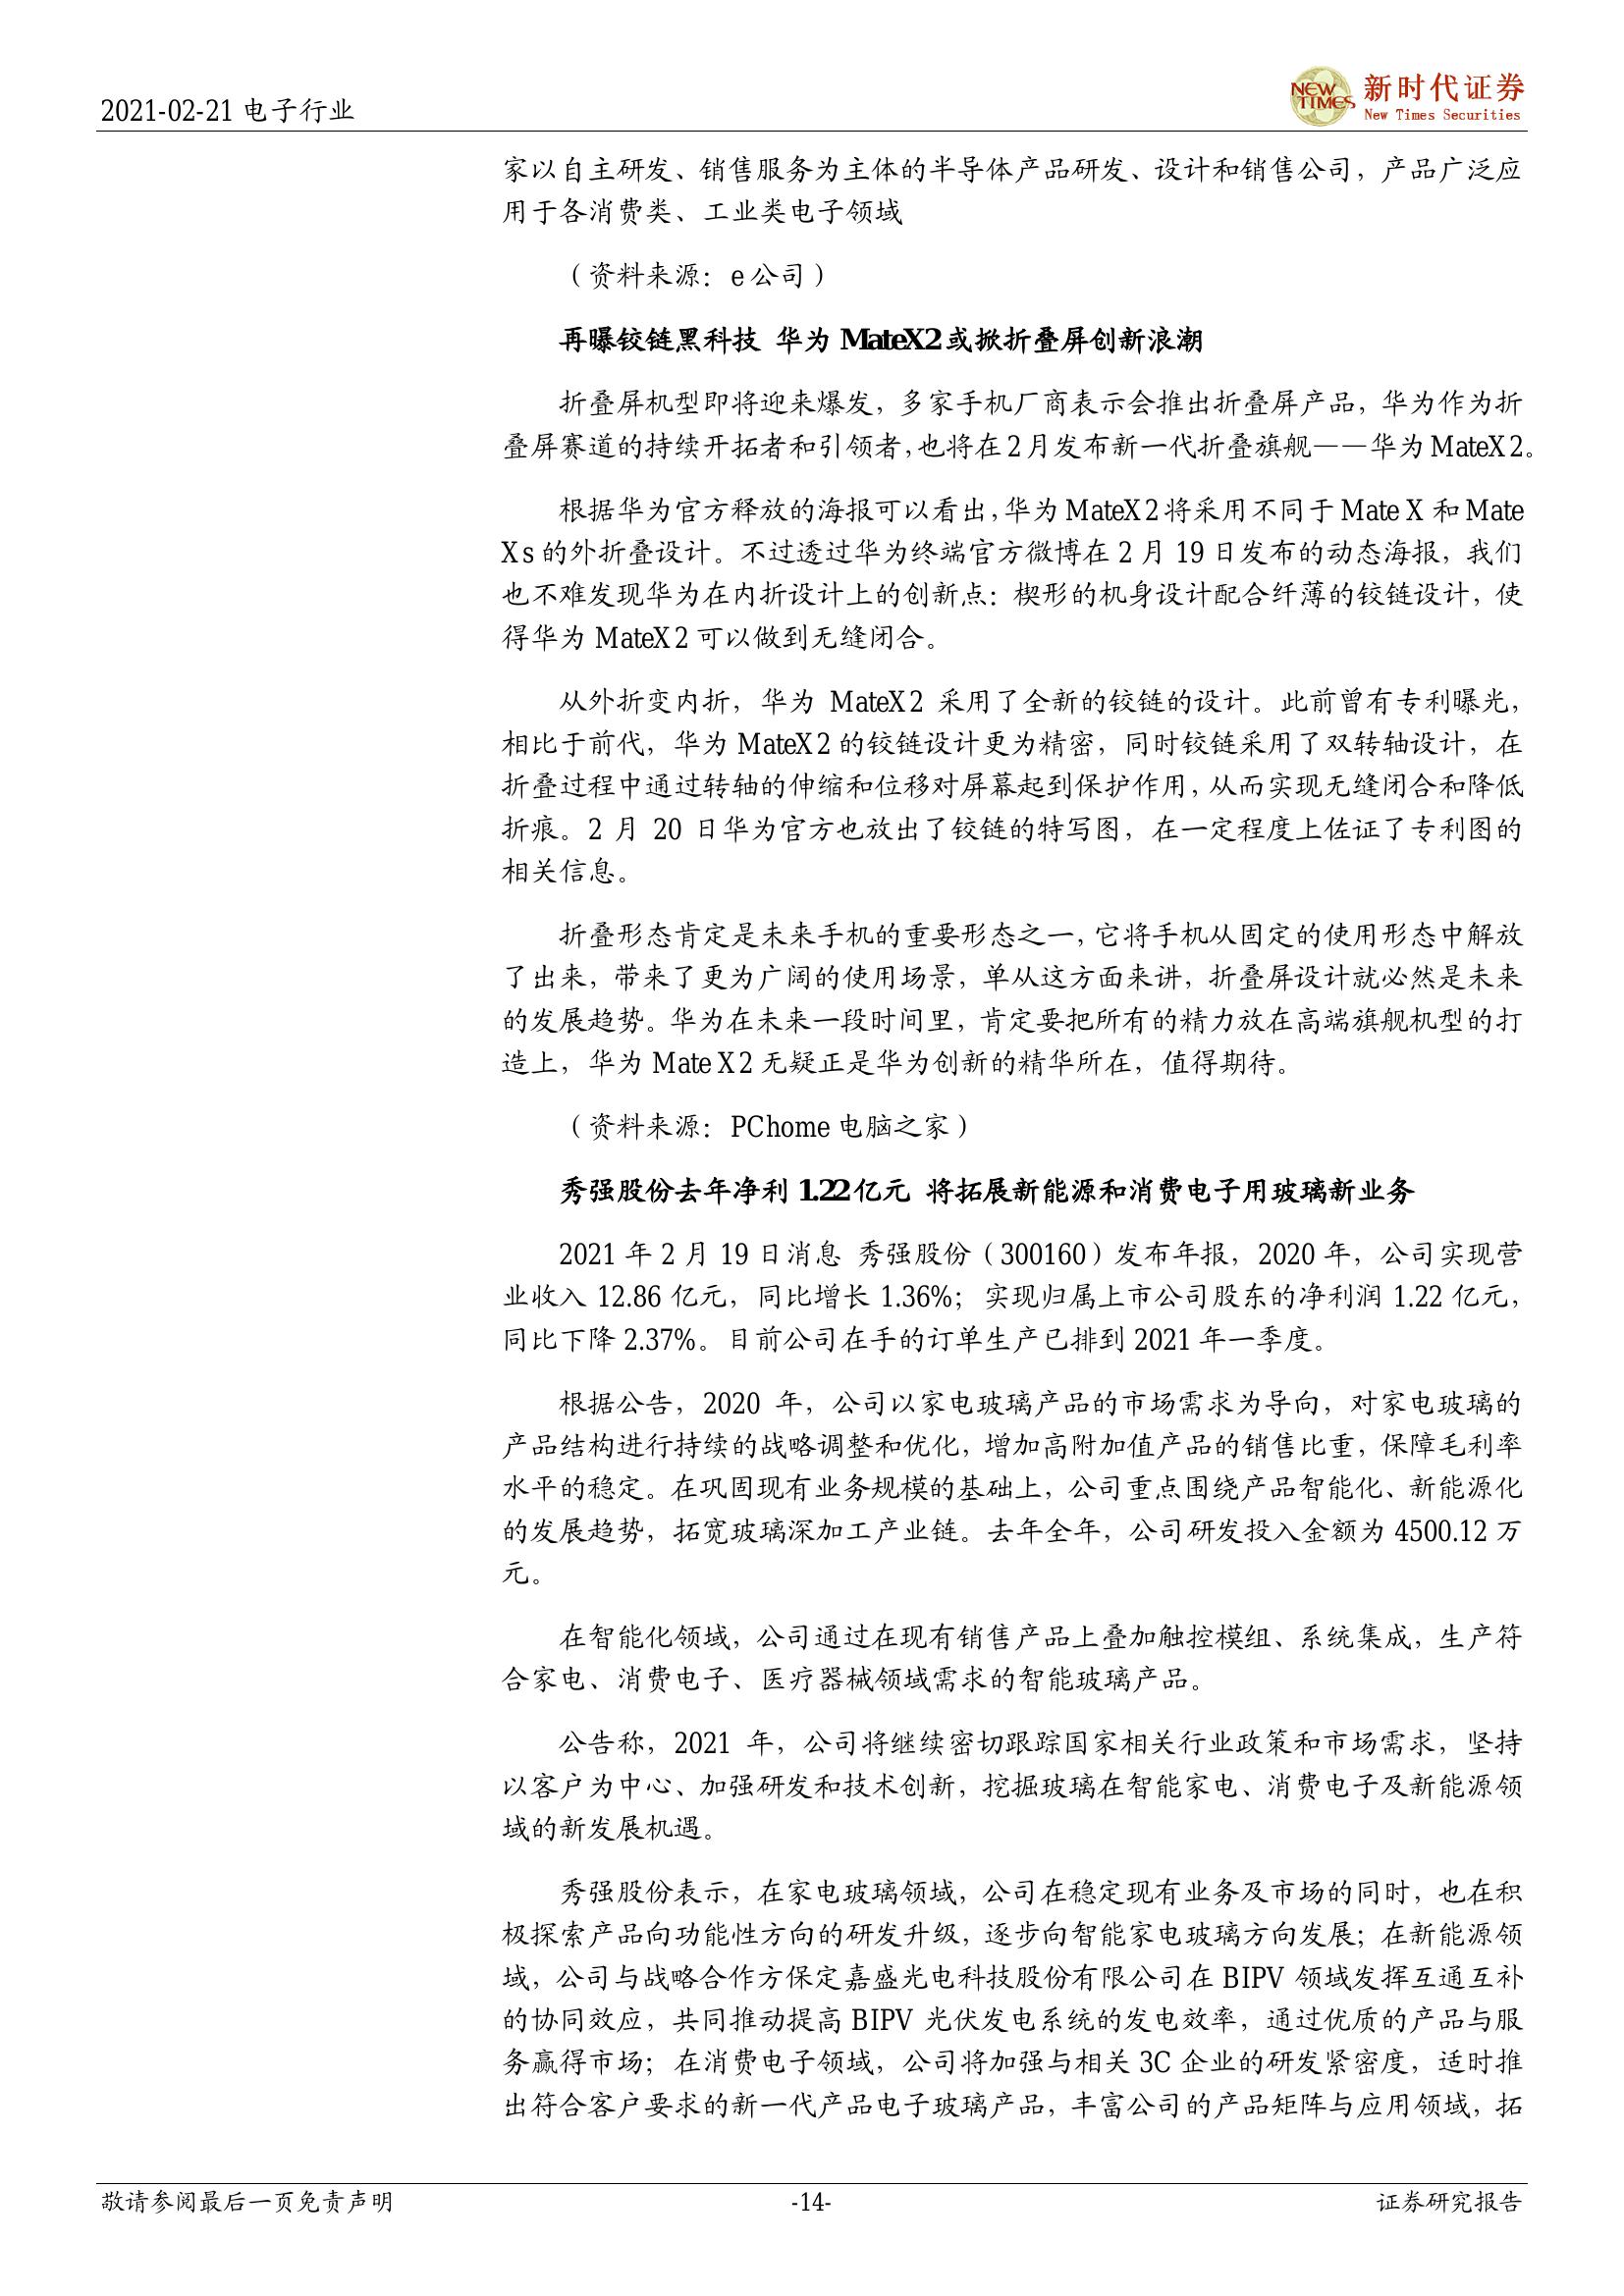 2021-02-21 电子行业
NEW TIMES 新时代证券
New Times Securities
家以自主研发、销售服务为主体的半导体产品研发、设计和销售公司，产品广泛应
用于各消费类、工业类电子领域
（资料来源：e 公司）
再曝铰链黑科技 华为 MateX2 或掀折叠屏创新浪潮
折叠屏机型即将迎来爆发，多家手机厂商表示会推出折叠屏产品，华为作为折
叠屏赛道的持续开拓者和引领者，也将在 2 月发布新一代折叠旗舰——华为 MateX2。
根据华为官方释放的海报可以看出，华为 MateX2 将采用不同于 Mate X 和 Mate
Xs 的外折叠设计。不过透过华为终端官方微博在 2 月 19 日发布的动态海报，我们
也不难发现华为在内折设计上的创新点：楔形的机身设计配合纤薄的铰链设计，使
得华为 MateX2 可以做到无缝闭合。
从外折变内折，华为 MateX2 采用了全新的铰链的设计。此前曾有专利曝光，
相比于前代，华为 MateX2 的铰链设计更为精密，同时铰链采用了双转轴设计，在
折叠过程中通过转轴的伸缩和位移对屏幕起到保护作用，从而实现无缝闭合和降低
折痕。2 月 20 日华为官方也放出了铰链的特写图，在一定程度上佐证了专利图的
相关信息。
折叠形态肯定是未来手机的重要形态之一，它将手机从固定的使用形态中解放
了出来，带来了更为广阔的使用场景，单从这方面来讲，折叠屏设计就必然是未来
的发展趋势。华为在未来一段时间里，肯定要把所有的精力放在高端旗舰机型的打
造上，华为 Mate X2 无疑正是华为创新的精华所在，值得期待。
（资料来源：PChome 电脑之家）
秀强股份去年净利 1.22 亿元 将拓展新能源和消费电子用玻璃新业务
2021 年 2 月 19 日消息 秀强股份（300160）发布年报，2020 年，公司实现营
业收入 12.86 亿元，同比增长 1.36%；实现归属上市公司股东的净利润 1.22 亿元，
同比下降 2.37%。目前公司在手的订单生产已排到 2021 年一季度。
根据公告，2020 年，公司以家电玻璃产品的市场需求为导向，对家电玻璃的
产品结构进行持续的战略调整和优化，增加高附加值产品的销售比重，保障毛利率
水平的稳定。在巩固现有业务规模的基础上，公司重点围绕产品智能化、新能源化
的发展趋势，拓宽玻璃深加工产业链。去年全年，公司研发投入金额为 4500.12 万
元。
在智能化领域，公司通过在现有销售产品上叠加触控模组、系统集成，生产符
合家电、消费电子、医疗器械领域需求的智能玻璃产品。
公告称，2021 年，公司将继续密切跟踪国家相关行业政策和市场需求，坚持
以客户为中心、加强研发和技术创新，挖掘玻璃在智能家电、消费电子及新能源领
域的新发展机遇。
秀强股份表示，在家电玻璃领域，公司在稳定现有业务及市场的同时，也在积
极探索产品向功能性方向的研发升级，逐步向智能家电玻璃方向发展；在新能源领
域，公司与战略合作方保定嘉盛光电科技股份有限公司在 BIPV 领域发挥互通互补
的协同效应，共同推动提高 BIPV 光伏发电系统的发电效率，通过优质的产品与服
务赢得市场；在消费电子领域，公司将加强与相关 3C 企业的研发紧密度，适时推
出符合客户要求的新一代产品电子玻璃产品，丰富公司的产品矩阵与应用领域，拓
敬请参阅最后一页免责声明 -14- 证券研究报告